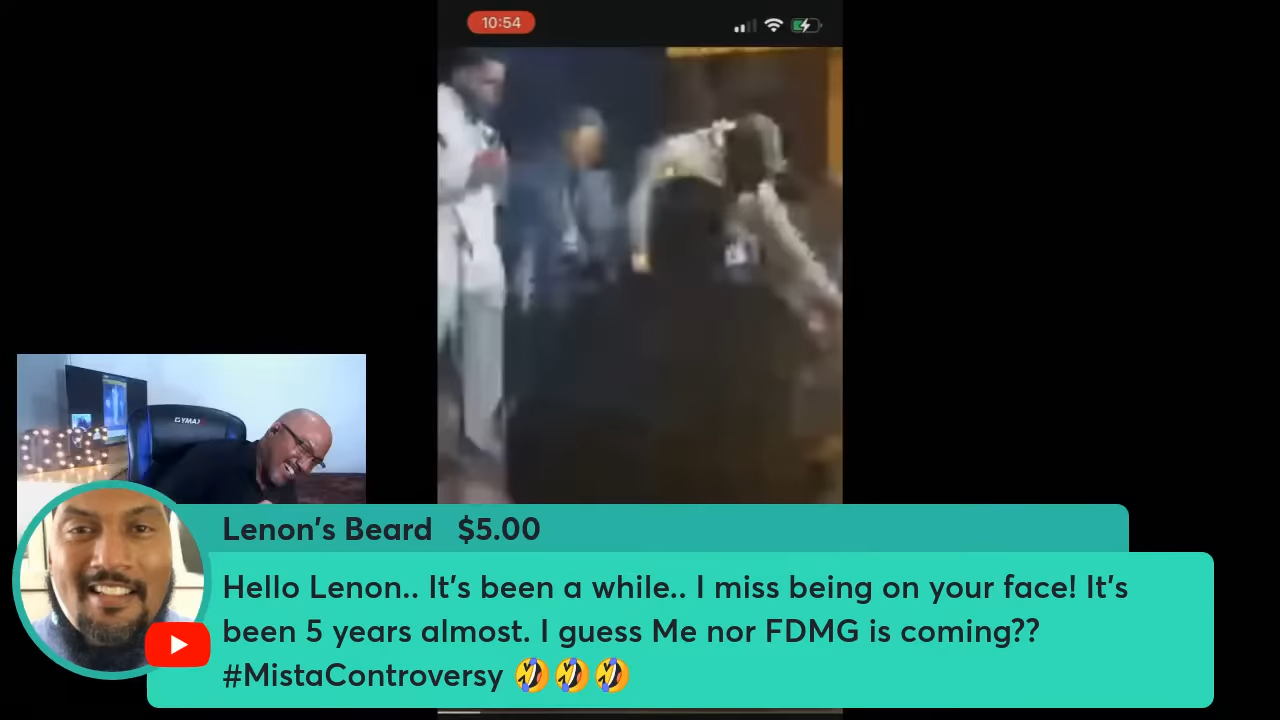 10:54
GYMAX
Lenon's Beard $5.00
Hello Lenon.. It's been a while.. I miss being on your face! It's
been 5 years almost. I guess Me nor FDMG is coming??
#MistaControversy 🤣🤣🤣